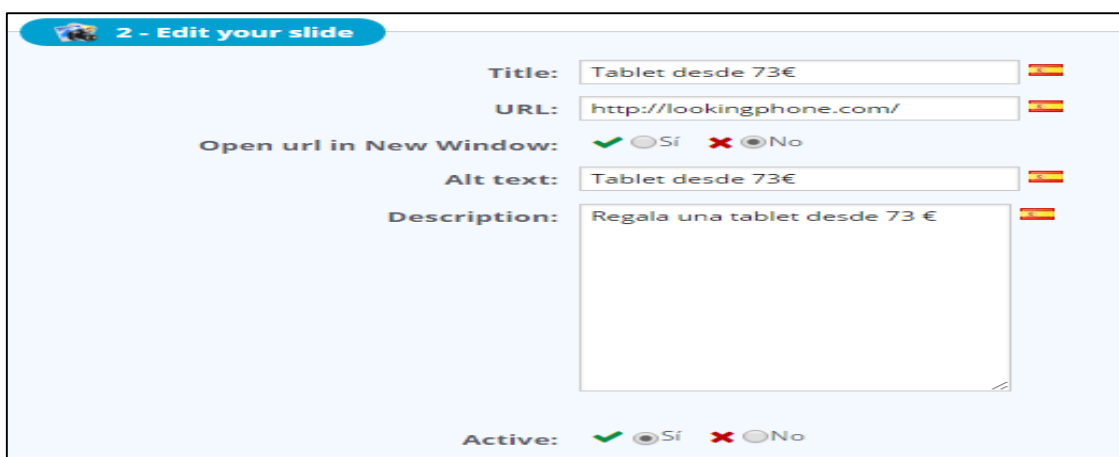 2 - Edit your slide
Title: Tablet desde 73€
URL: http://lookingphone.com/
Open url in New Window: Sí No
Alt text: Tablet desde 73€
Description: Regala una tablet desde 73 €
Active: Sí No